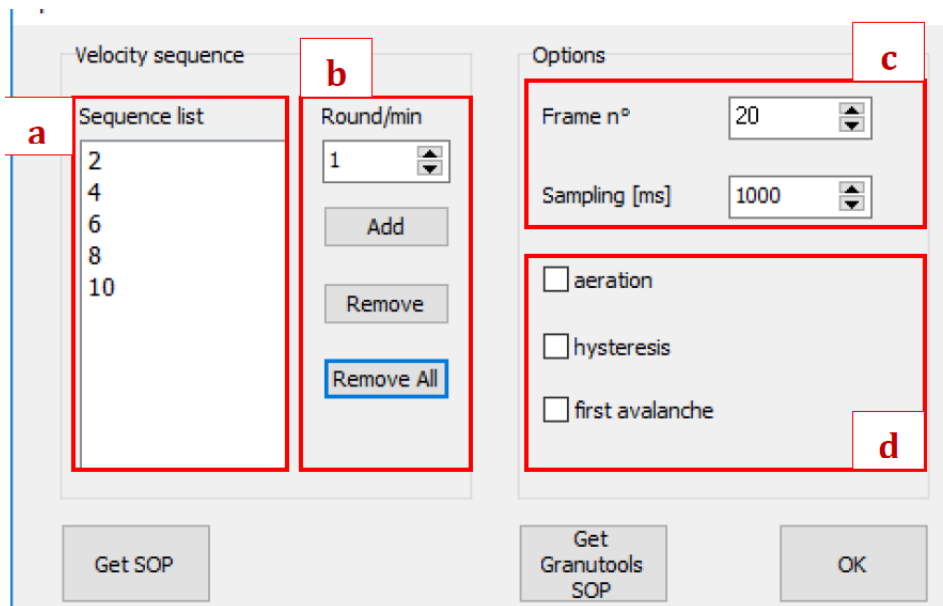 Velocity sequence
b
a
Sequence list
2
4
6
8
10
Round/min
1
Add
Remove
Remove All
Options
c
Frame n°
20
Sampling [ms]
1000
aeration
hysteresis
first avalanche
d
Get SOP
Get
Granutools
SOP
OK